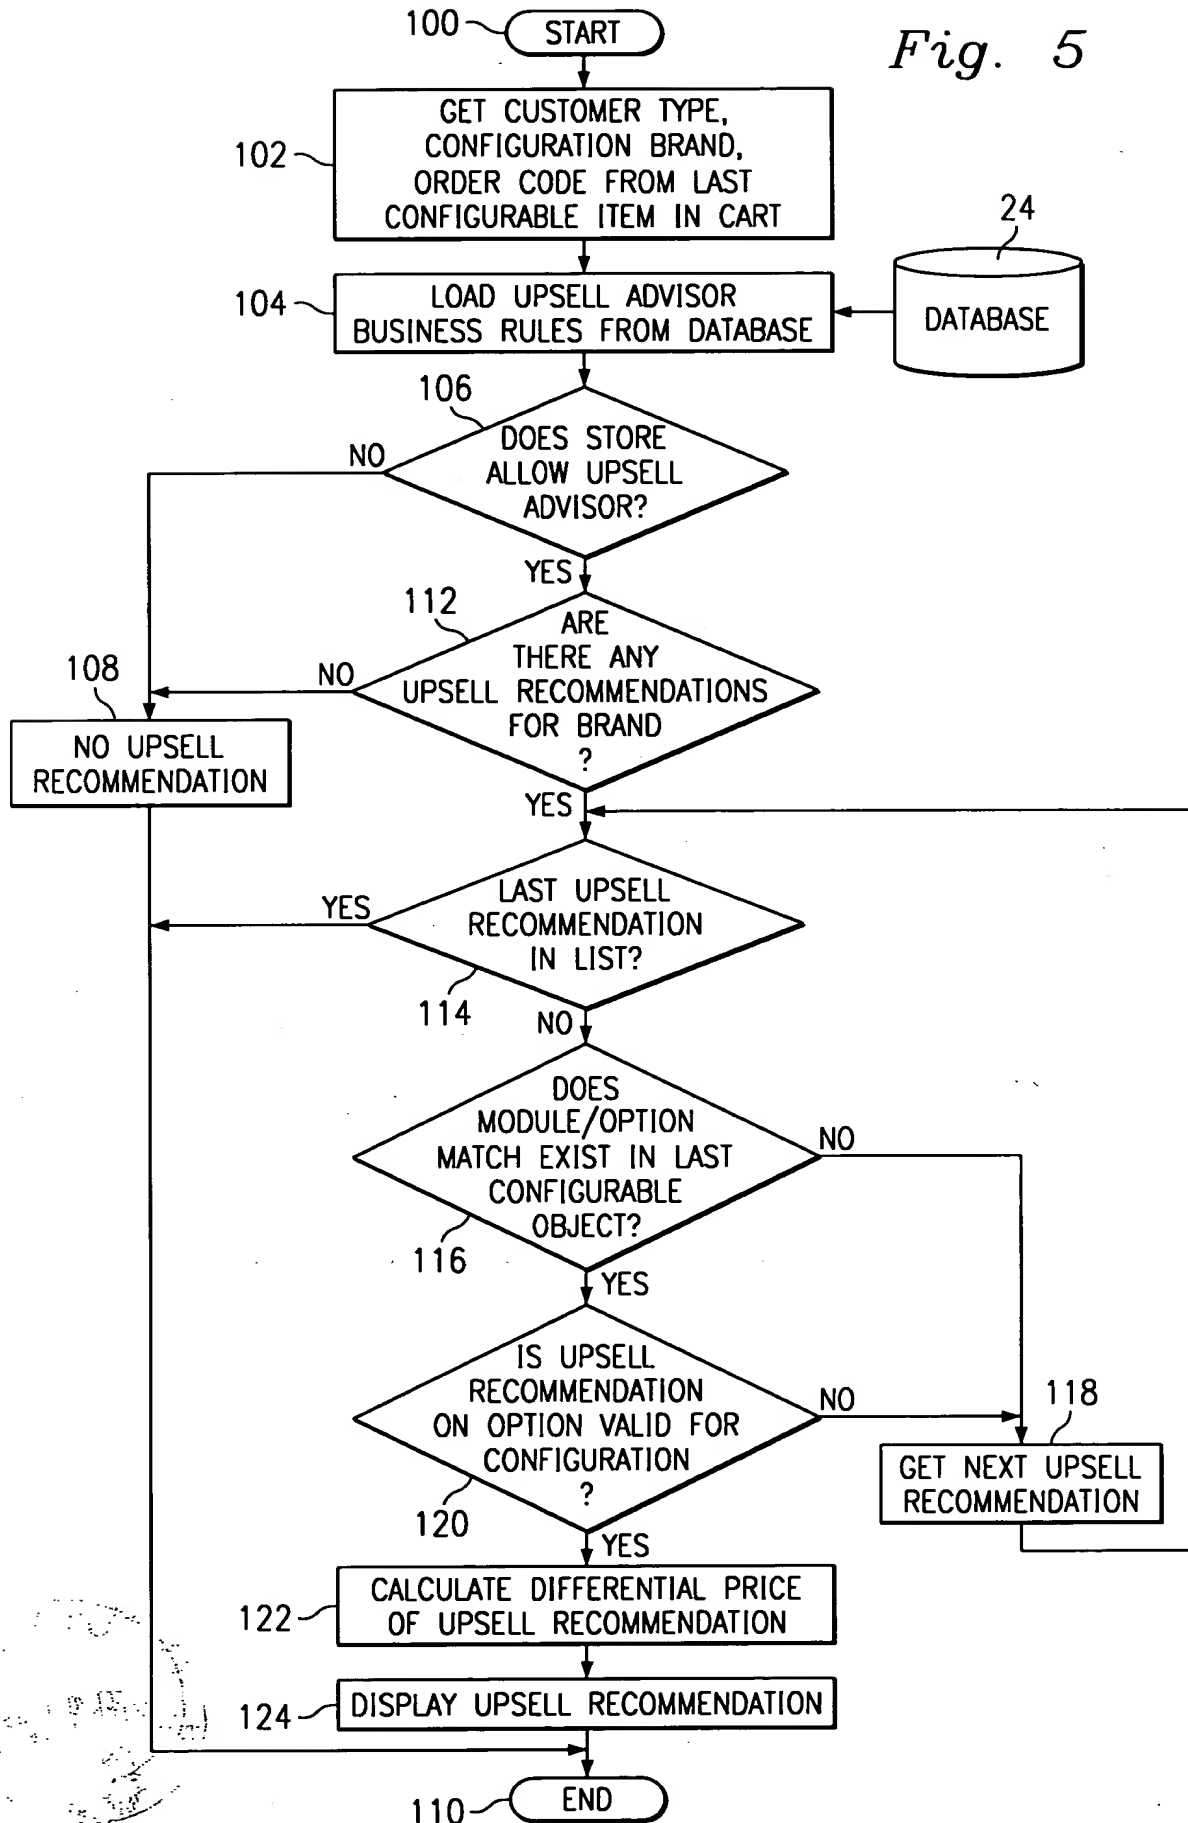 Fig. 5
100
START
102
GET CUSTOMER TYPE,
CONFIGURATION BRAND,
ORDER CODE FROM LAST
CONFIGURABLE ITEM IN CART
24
DATABASE
104
LOAD UPSELL ADVISOR
BUSINESS RULES FROM DATABASE
106
DOES STORE
ALLOW UPSELL
ADVISOR?
NO
YES
112
ARE
THERE ANY
UPSELL RECOMMENDATIONS
FOR BRAND
?
NO
108
NO UPSELL
RECOMMENDATION
YES
LAST UPSELL
RECOMMENDATION
IN LIST?
YES
114
NO
DOES
MODULE/OPTION
MATCH EXIST IN LAST
CONFIGURABLE
OBJECT?
NO
116
YES
IS UPSELL
RECOMMENDATION
ON OPTION VALID FOR
CONFIGURATION
?
NO
118
GET NEXT UPSELL
RECOMMENDATION
120
YES
122
CALCULATE DIFFERENTIAL PRICE
OF UPSELL RECOMMENDATION
124
DISPLAY UPSELL RECOMMENDATION
110
END